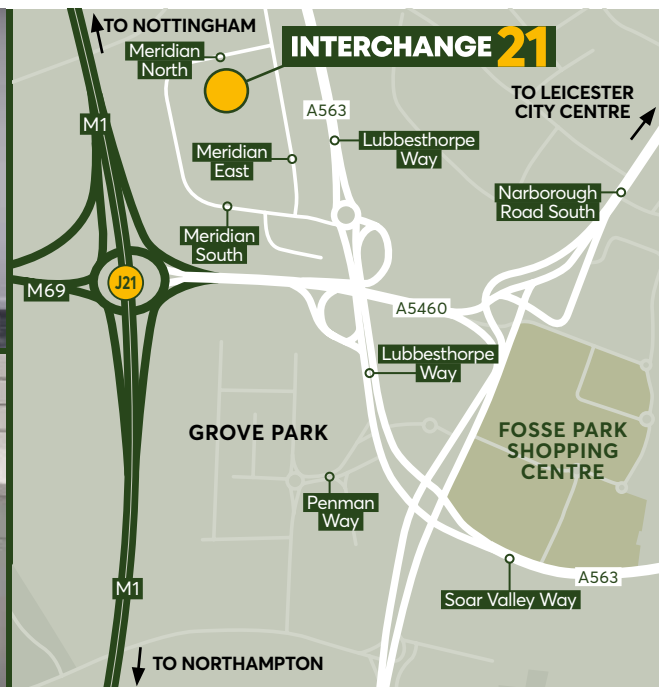 TO NOTTINGHAM
Meridian
North
INTERCHANGE 21
TO LEICESTER
CITY CENTRE
A563
M1
Lubbesthorpe
Way
Meridian
East
Narborough
Road South
Meridian
South
J21
M69
A5460
Lubbesthorpe
Way
GROVE PARK
FOSSE PARK
SHOPPING
CENTRE
Penman
Way
A563
M1
Soar Valley Way
TO NORTHAMPTON